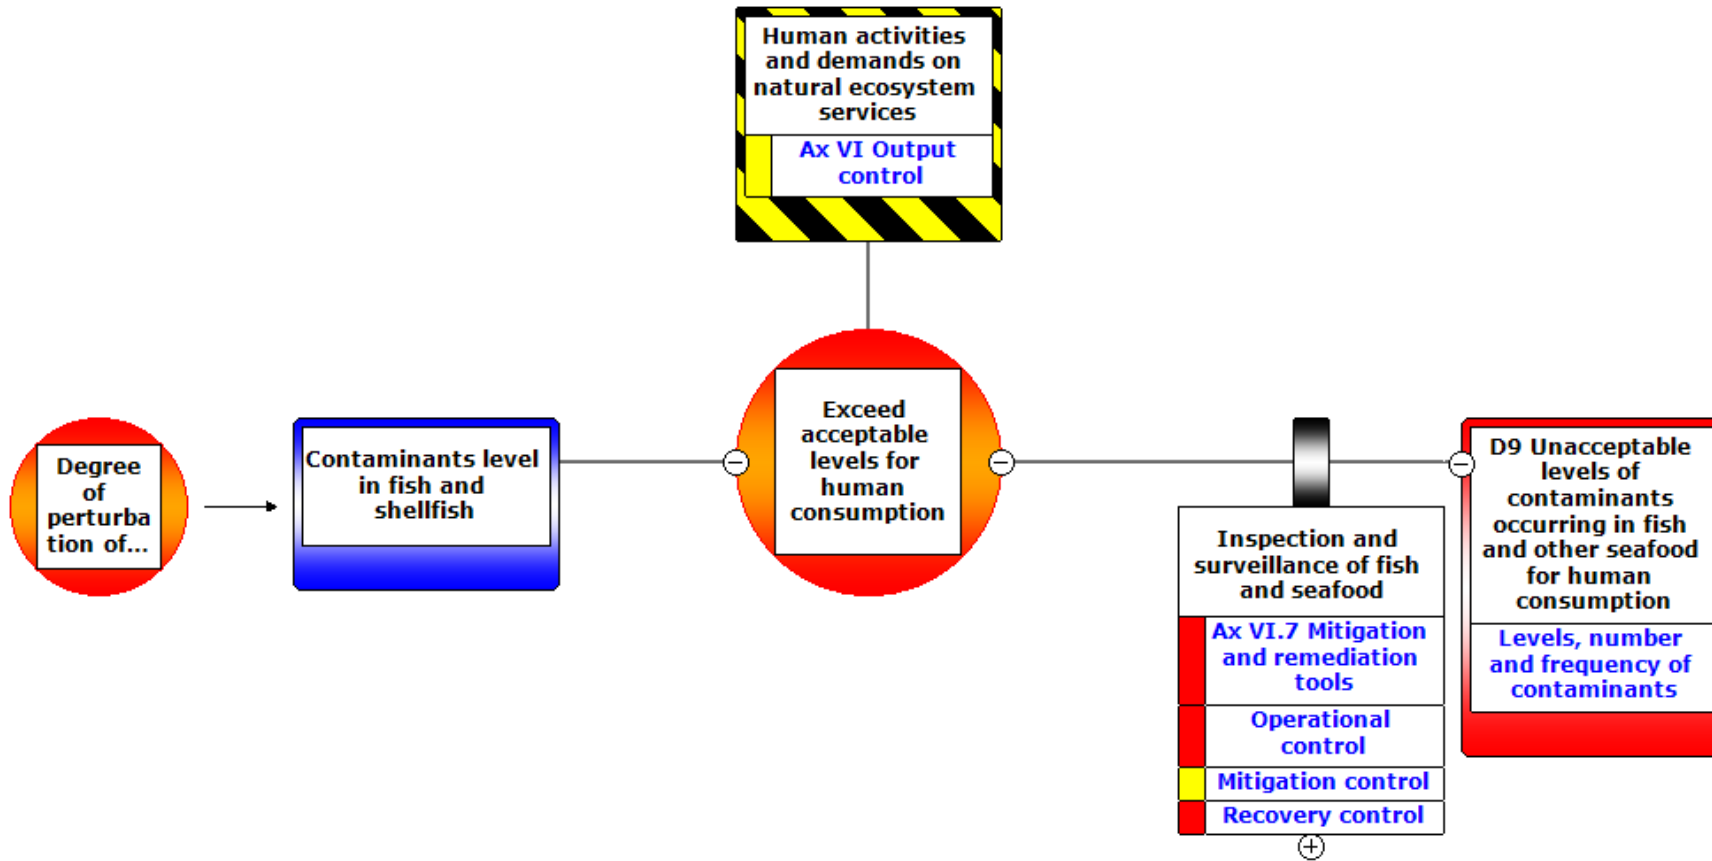 Human activities
and demands on
natural ecosystem
services
Ax VI Output
control
Degree
of
perturba
tion of...
Contaminants level
in fish and
shellfish
Exceed
acceptable
levels for
human
consumption
Inspection and
surveillance of fish
and seafood
Ax VI.7 Mitigation
and remediation
tools
Operational
control
Mitigation control
Recovery control
D9 Unacceptable
levels of
contaminants
occurring in fish
and other seafood
for human
consumption
Levels, number
and frequency of
contaminants